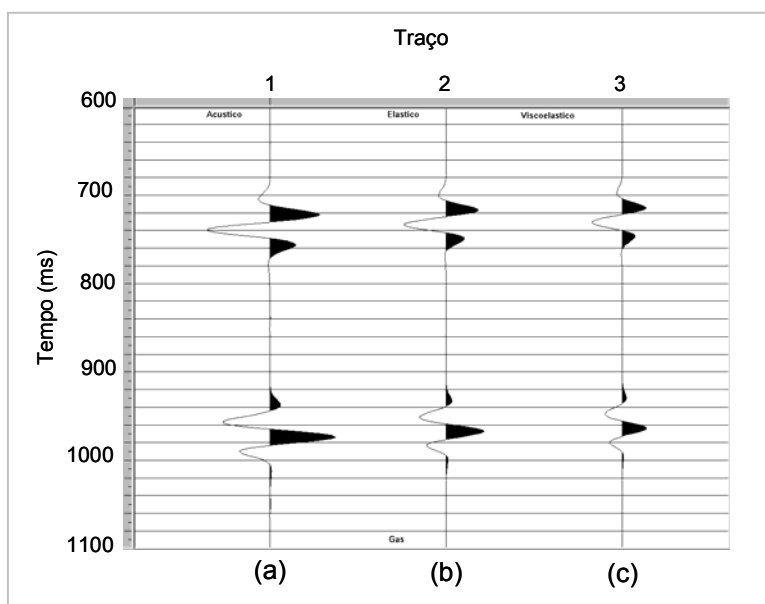 Traço
1 2 3
Acustico Elastico Viscoelastico
600
700
800
900
1000
1100
Tempo (ms)
Gas
(a) (b) (c)